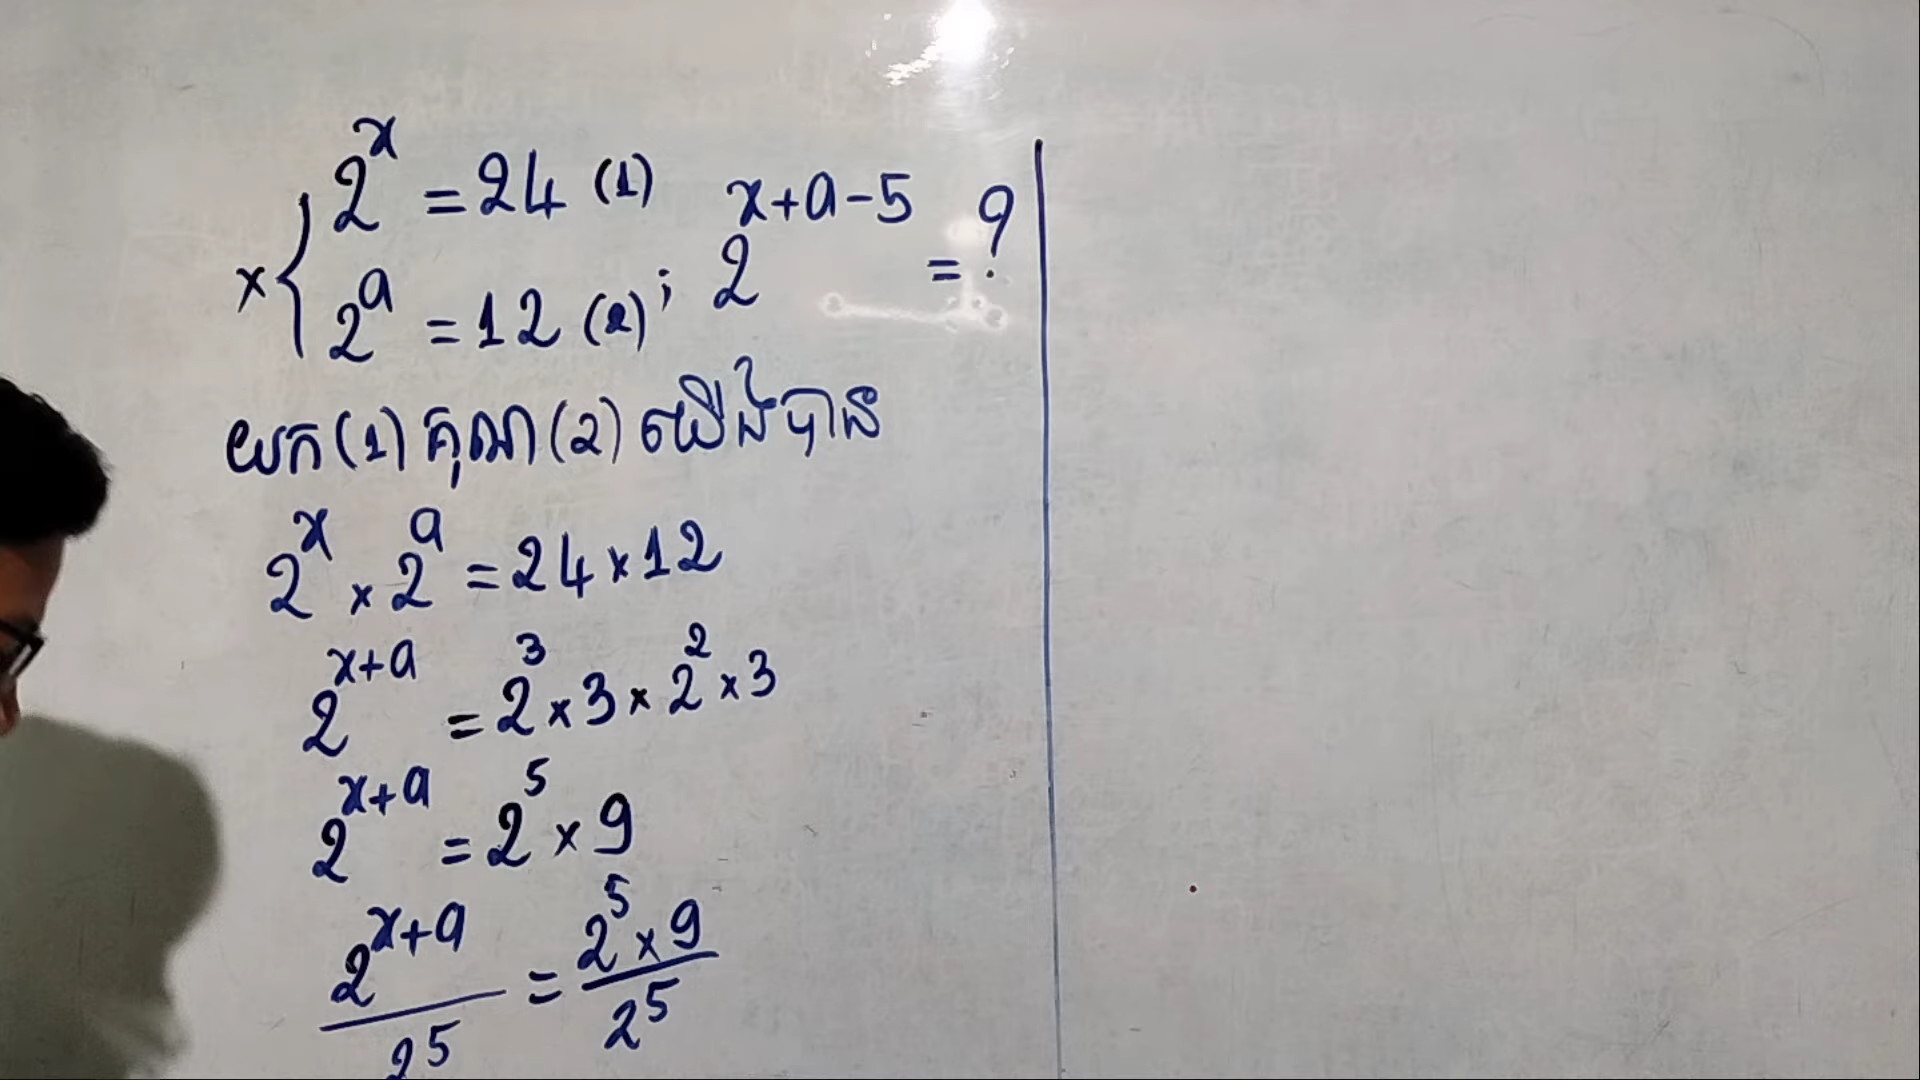 2^x = 24 (1)
× { 2^a = 12 (2) ; 2^{x+a-5} = ?
យក (1) គុណ (2) យើងបាន
2^x × 2^a = 24 × 12
2^{x+a} = 2^3 × 3 × 2^2 × 3
2^{x+a} = 2^5 × 9
2^{x+a} / 2^5 = 2^5 × 9 / 2^5